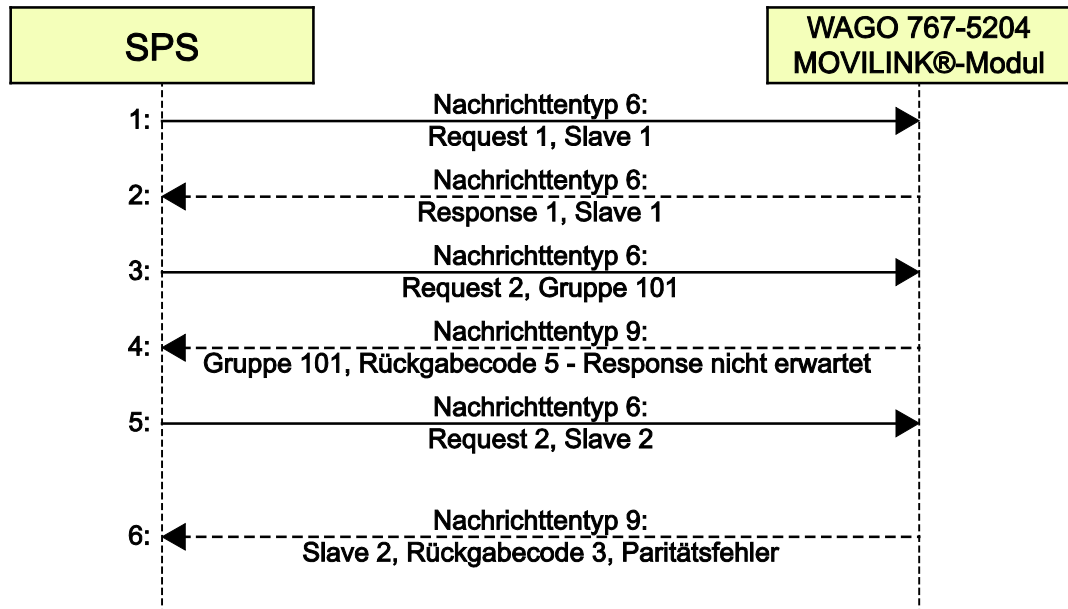 SPS
WAGO 767-5204
MOVILINK®-Modul
1:
Nachrichttentyp 6:
Request 1, Slave 1
2:
Nachrichttentyp 6:
Response 1, Slave 1
3:
Nachrichttentyp 6:
Request 2, Gruppe 101
4:
Nachrichttentyp 9:
Gruppe 101, Rückgabecode 5 - Response nicht erwartet
5:
Nachrichttentyp 6:
Request 2, Slave 2
6:
Nachrichttentyp 9:
Slave 2, Rückgabecode 3, Paritätsfehler